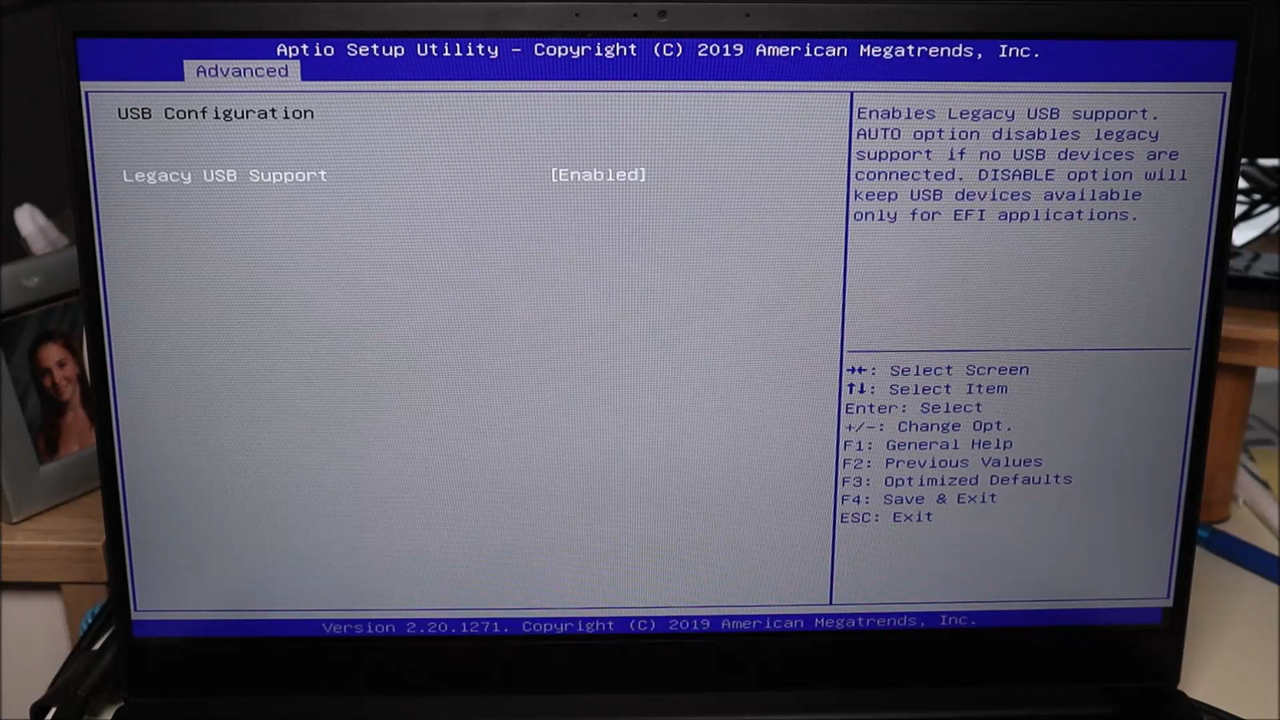 Aptio Setup Utility – Copyright (C) 2019 American Megatrends, Inc.
Advanced
USB Configuration
Legacy USB Support [Enabled]
Enables Legacy USB support.
AUTO option disables legacy
support if no USB devices are
connected. DISABLE option will
keep USB devices available
only for EFI applications.
→←: Select Screen
↑↓: Select Item
Enter: Select
+/-: Change Opt.
F1: General Help
F2: Previous Values
F3: Optimized Defaults
F4: Save & Exit
ESC: Exit
Version 2.20.1271. Copyright (C) 2019 American Megatrends, Inc.